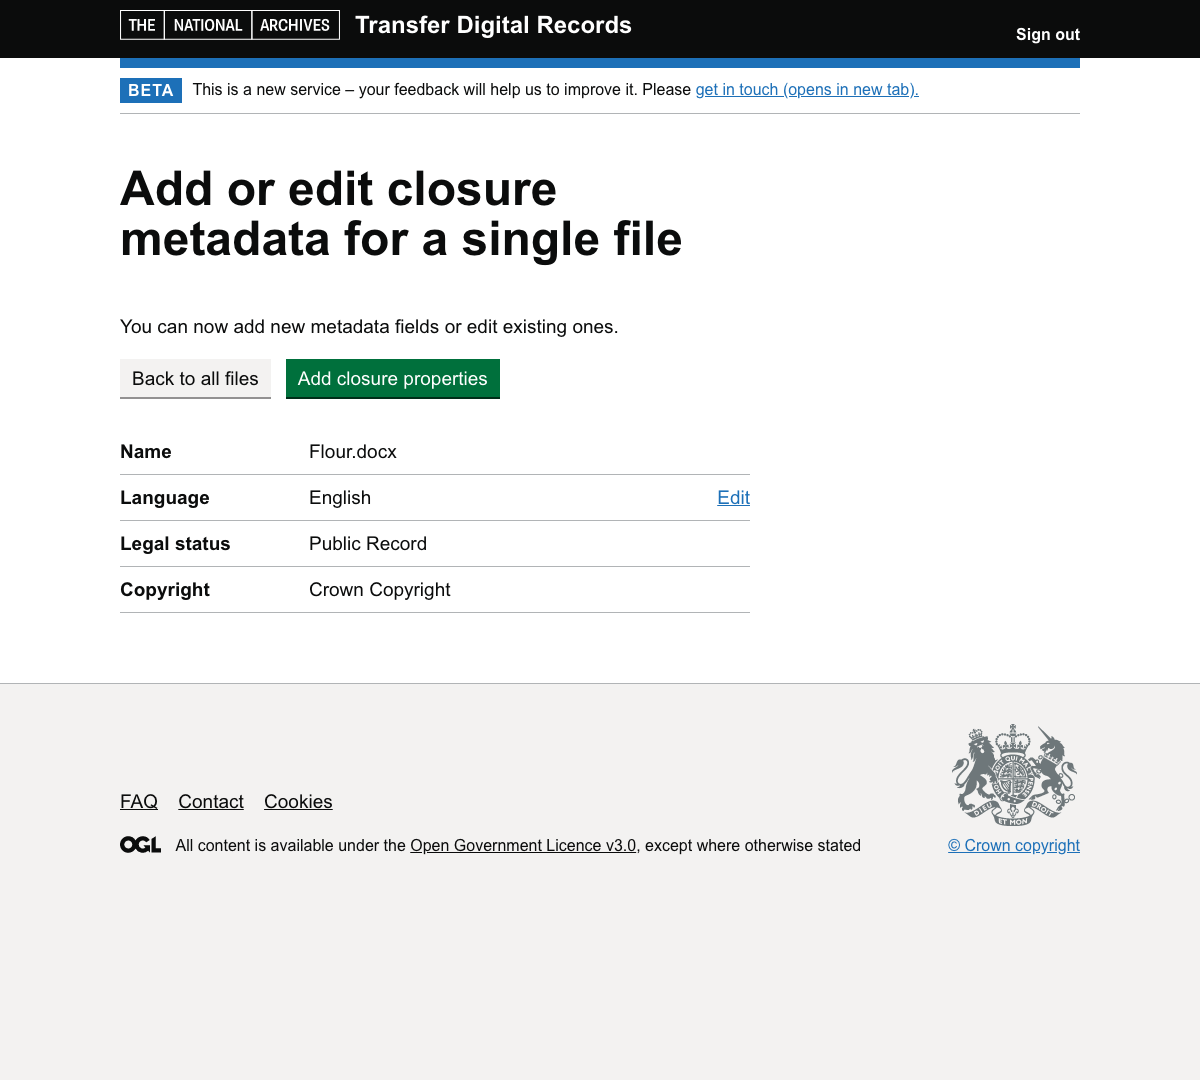 THE NATIONAL ARCHIVES Transfer Digital Records
Sign out
BETA This is a new service – your feedback will help us to improve it. Please get in touch (opens in new tab).
Add or edit closure
metadata for a single file
You can now add new metadata fields or edit existing ones.
Back to all files Add closure properties
Name Flour.docx
Language English Edit
Legal status Public Record
Copyright Crown Copyright
DIEU ET MON DROIT
FAQ Contact Cookies
OGL All content is available under the Open Government Licence v3.0, except where otherwise stated
© Crown copyright